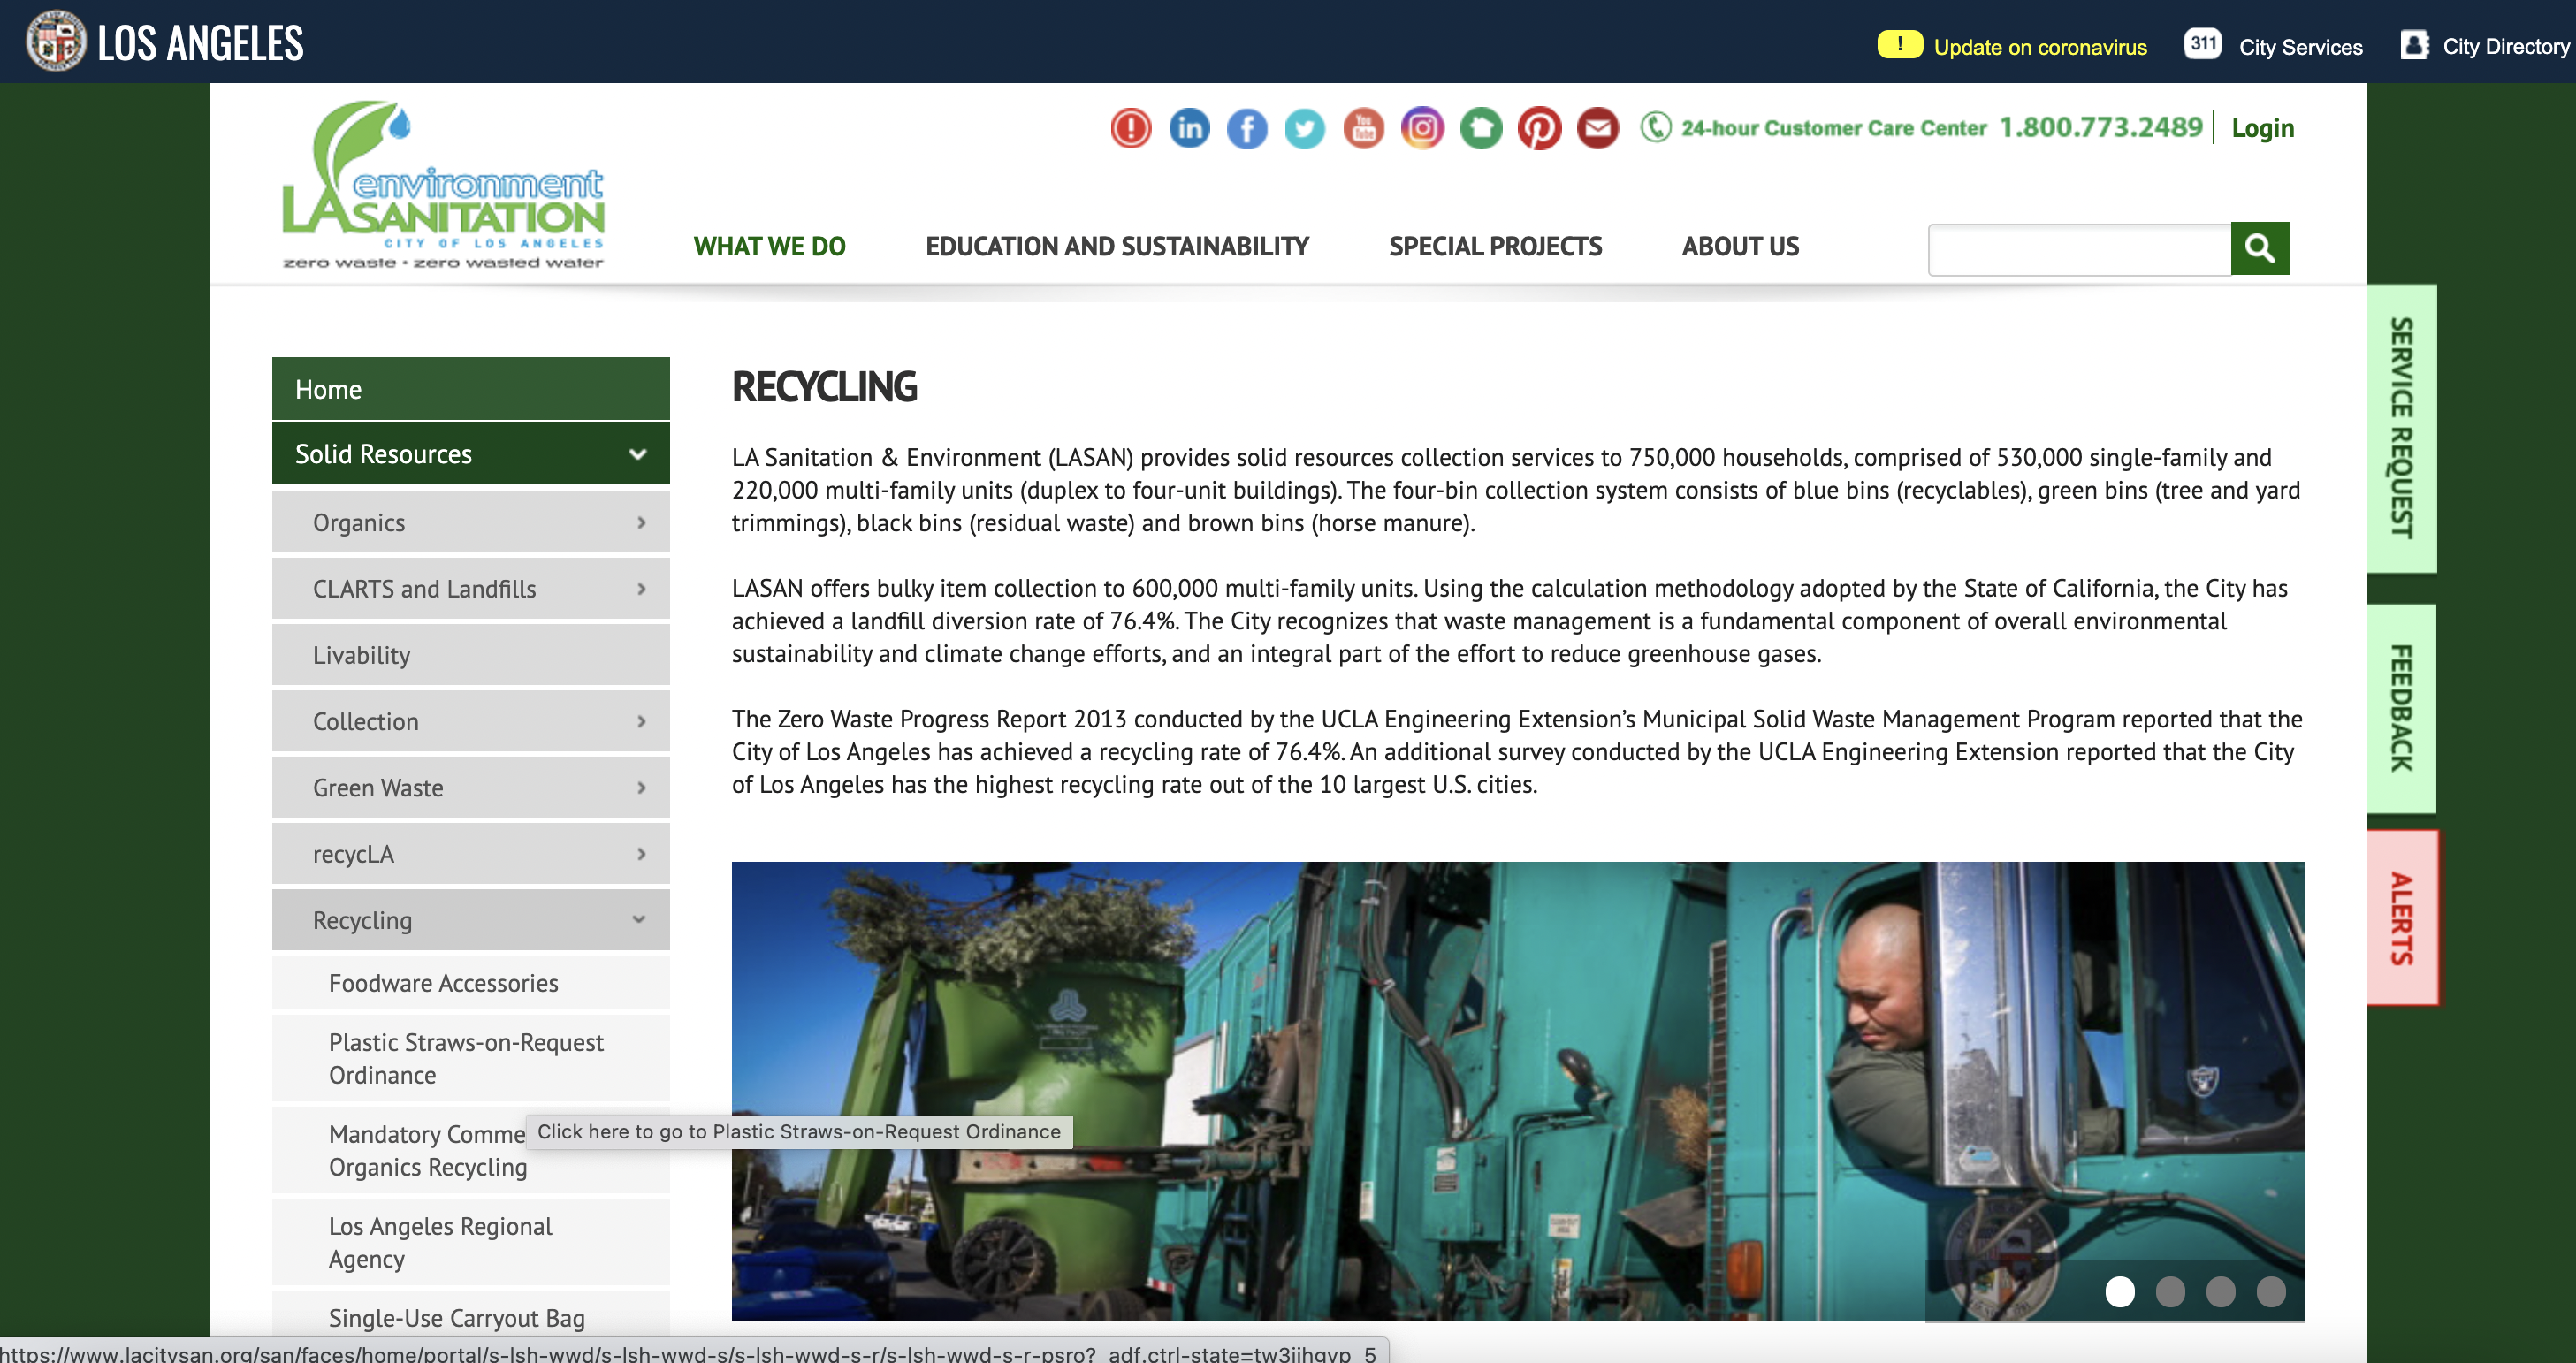 LOS ANGELES
! Update on coronavirus
311 City Services
City Directory
LA environment
SANITATION
CITY OF LOS ANGELES
zero waste • zero wasted water
You Tube
24-hour Customer Care Center 1.800.773.2489
Login
WHAT WE DO
EDUCATION AND SUSTAINABILITY
SPECIAL PROJECTS
ABOUT US
Home
Solid Resources
Organics
CLARTS and Landfills
Livability
Collection
Green Waste
recycLA
Recycling
Foodware Accessories
Plastic Straws-on-Request
Ordinance
Mandatory Comme
Organics Recycling
Click here to go to Plastic Straws-on-Request Ordinance
Los Angeles Regional
Agency
Single-Use Carryout Bag
RECYCLING
LA Sanitation & Environment (LASAN) provides solid resources collection services to 750,000 households, comprised of 530,000 single-family and
220,000 multi-family units (duplex to four-unit buildings). The four-bin collection system consists of blue bins (recyclables), green bins (tree and yard
trimmings), black bins (residual waste) and brown bins (horse manure).
LASAN offers bulky item collection to 600,000 multi-family units. Using the calculation methodology adopted by the State of California, the City has
achieved a landfill diversion rate of 76.4%. The City recognizes that waste management is a fundamental component of overall environmental
sustainability and climate change efforts, and an integral part of the effort to reduce greenhouse gases.
The Zero Waste Progress Report 2013 conducted by the UCLA Engineering Extension's Municipal Solid Waste Management Program reported that the
City of Los Angeles has achieved a recycling rate of 76.4%. An additional survey conducted by the UCLA Engineering Extension reported that the City
of Los Angeles has the highest recycling rate out of the 10 largest U.S. cities.
SERVICE REQUEST
FEEDBACK
ALERTS
https://www.lacitysan.org/san/faces/home/portal/s-lsh-wwd/s-lsh-wwd-s/s-lsh-wwd-s-r/s-lsh-wwd-s-r-psro?_adf.ctrl-state=tw3jihqvp_5